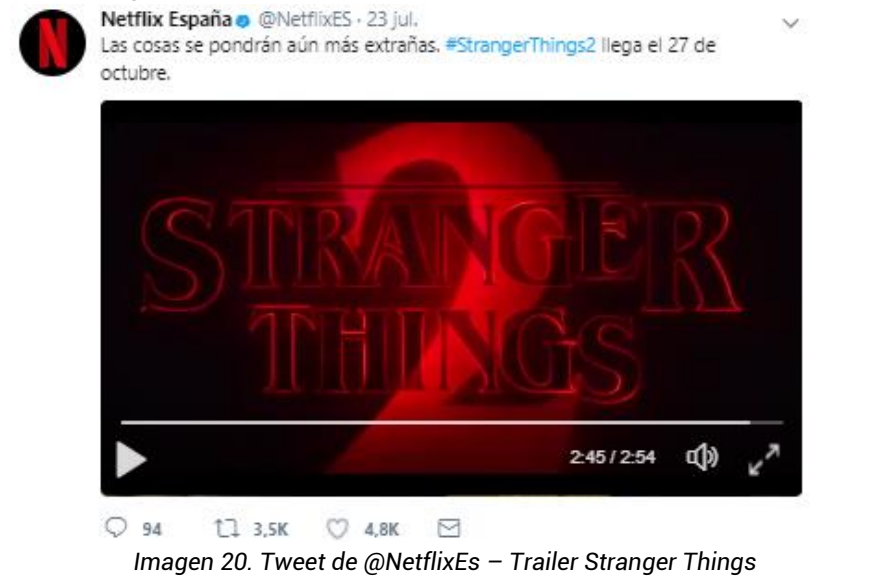 Netflix España @NetflixES · 23 jul.
Las cosas se pondrán aún más extrañas. #StrangerThings2 llega el 27 de
octubre.
N
2
STRANGER
THINGS
2:45 / 2:54
94 3,5K 4,8K
Imagen 20. Tweet de @NetflixEs – Trailer Stranger Things